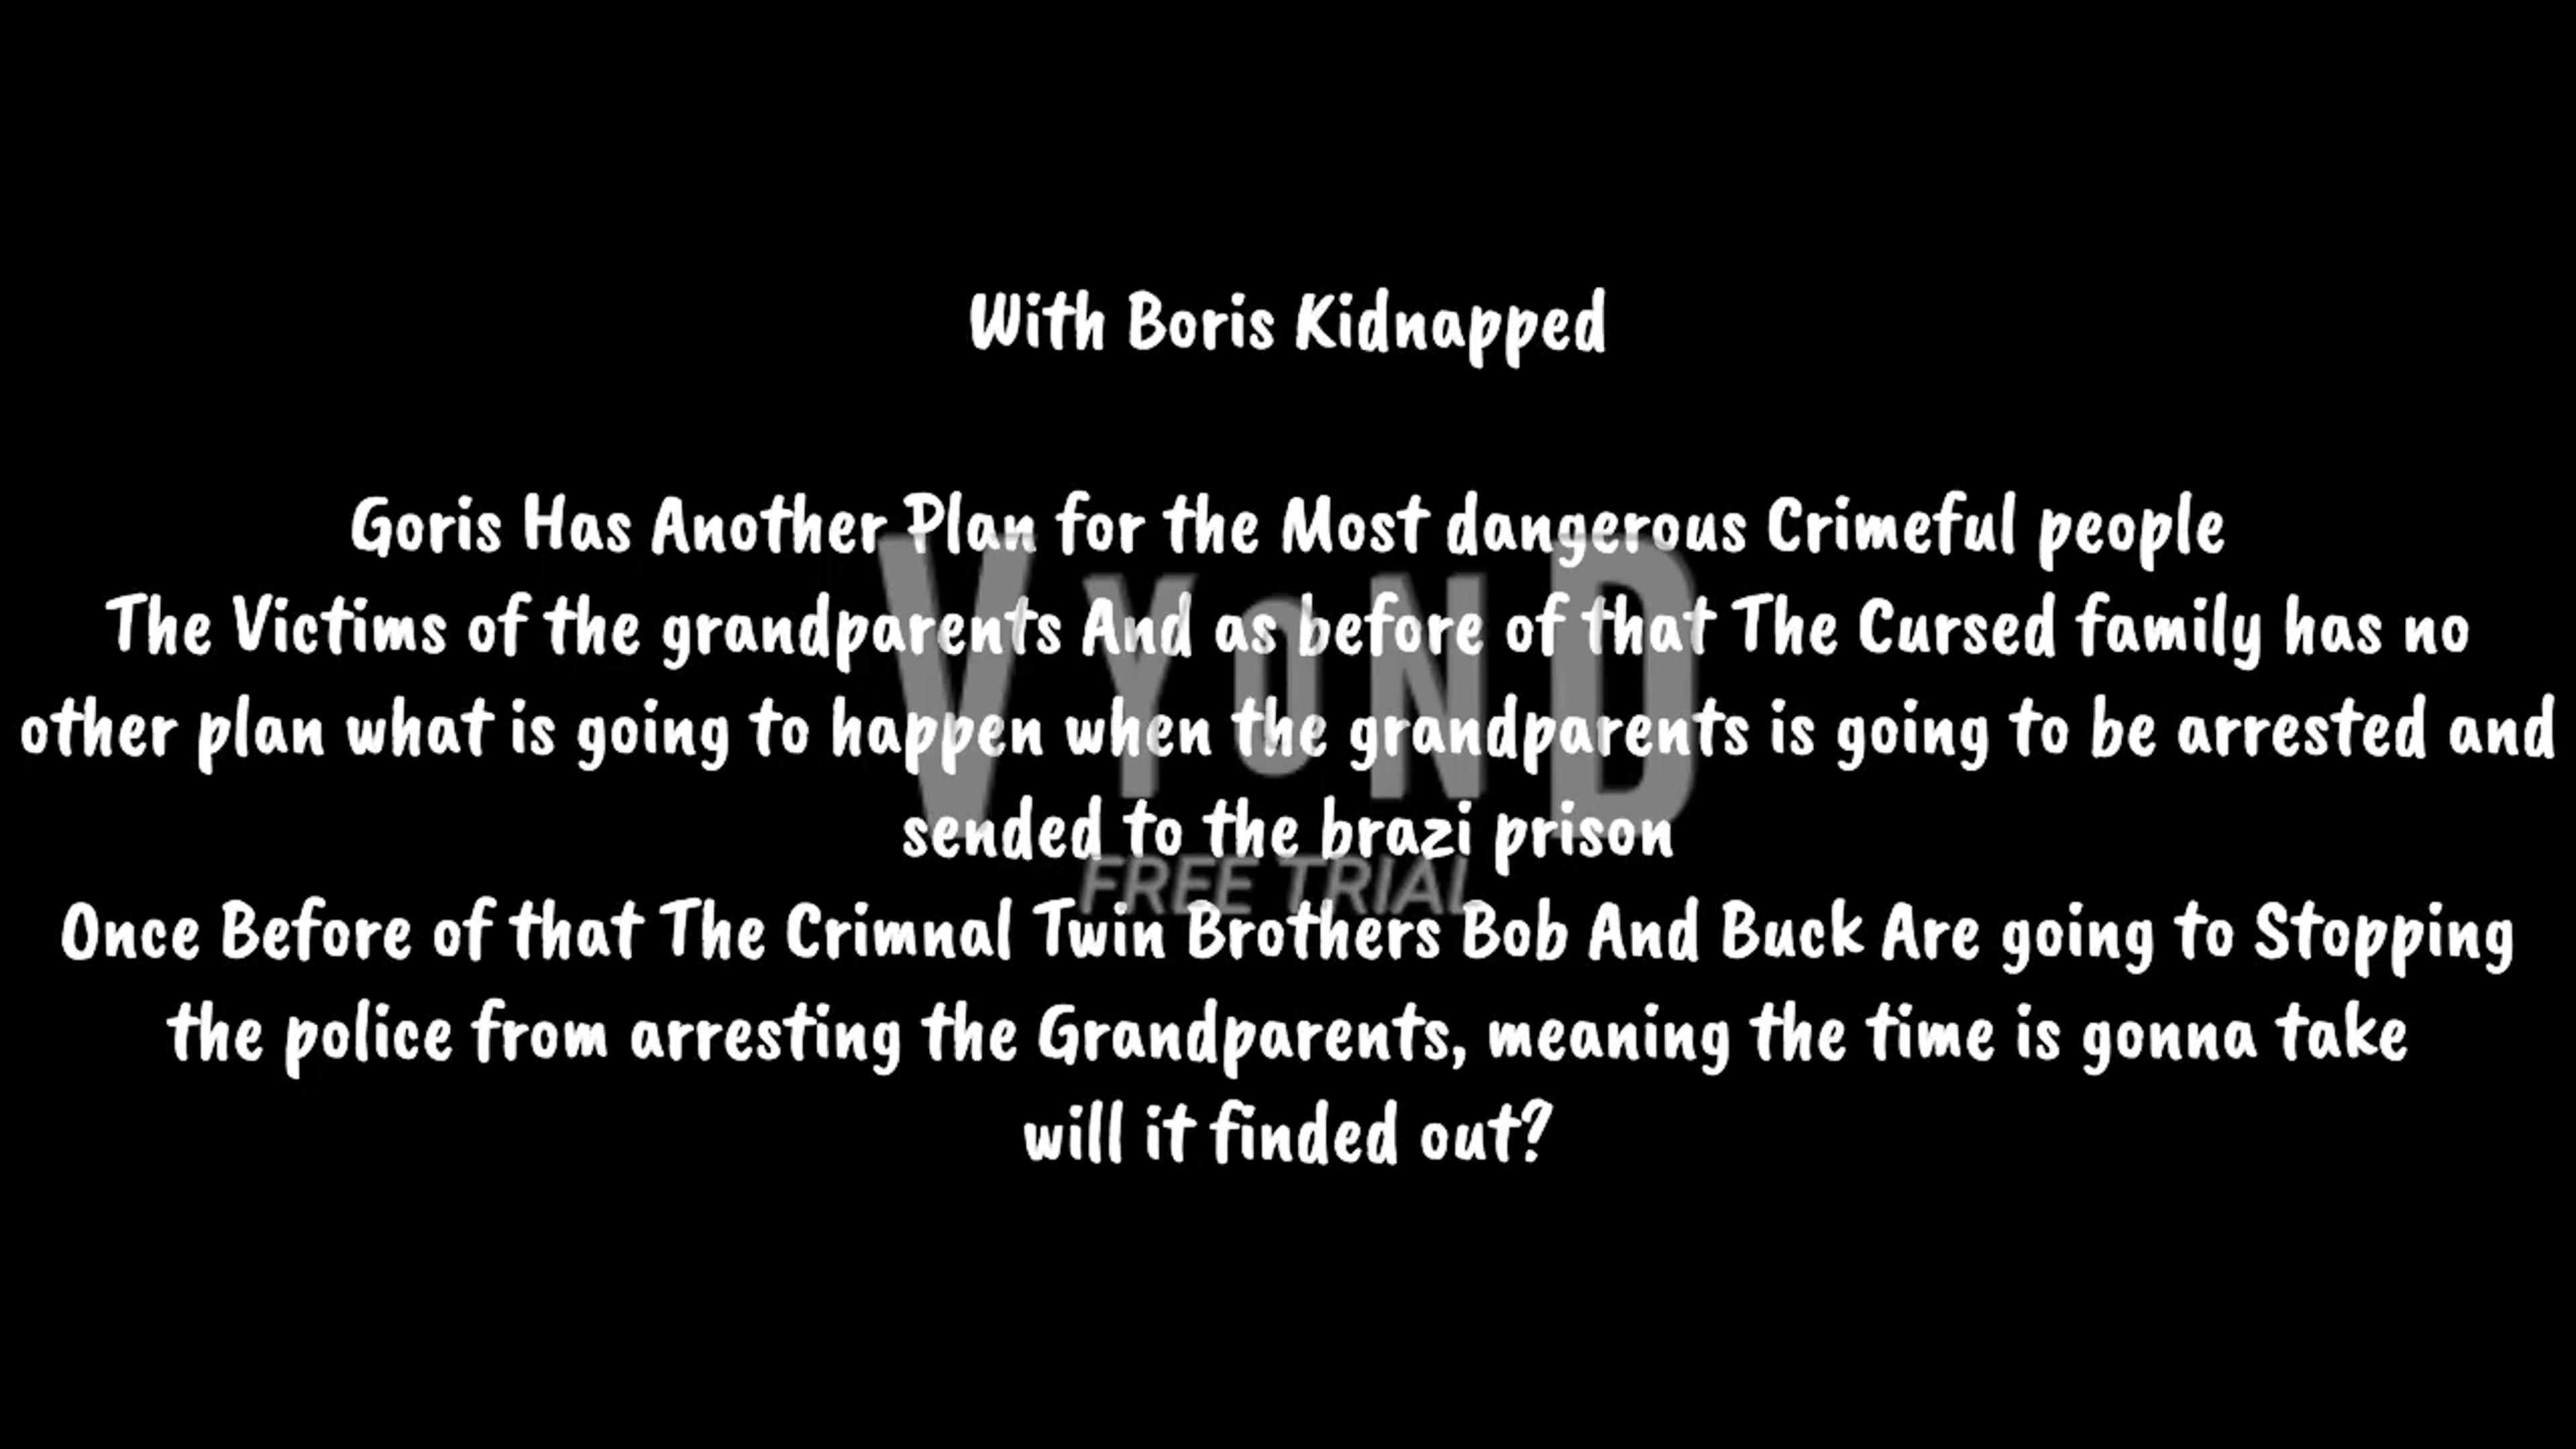 With Boris Kidnapped
Goris Has Another Plan for the Most dangerous Crimeful people
The Victims of the grandparents And as before of that The Cursed family has no
other plan what is going to happen when the grandparents is going to be arrested and
sended to the brazi prison
Once Before of that The Crimnal Twin Brothers Bob And Buck Are going to Stopping
the police from arresting the Grandparents, meaning the time is gonna take
will it finded out?
VYOND
FREE TRIAL